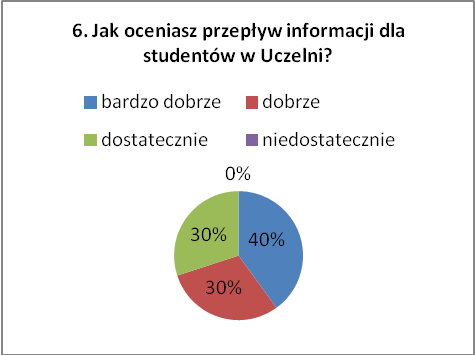 6. Jak oceniasz przepływ informacji dla
studentów w Uczelni?
bardzo dobrze dobrze
dostatecznie niedostatecznie
0%
30% 40%
30%